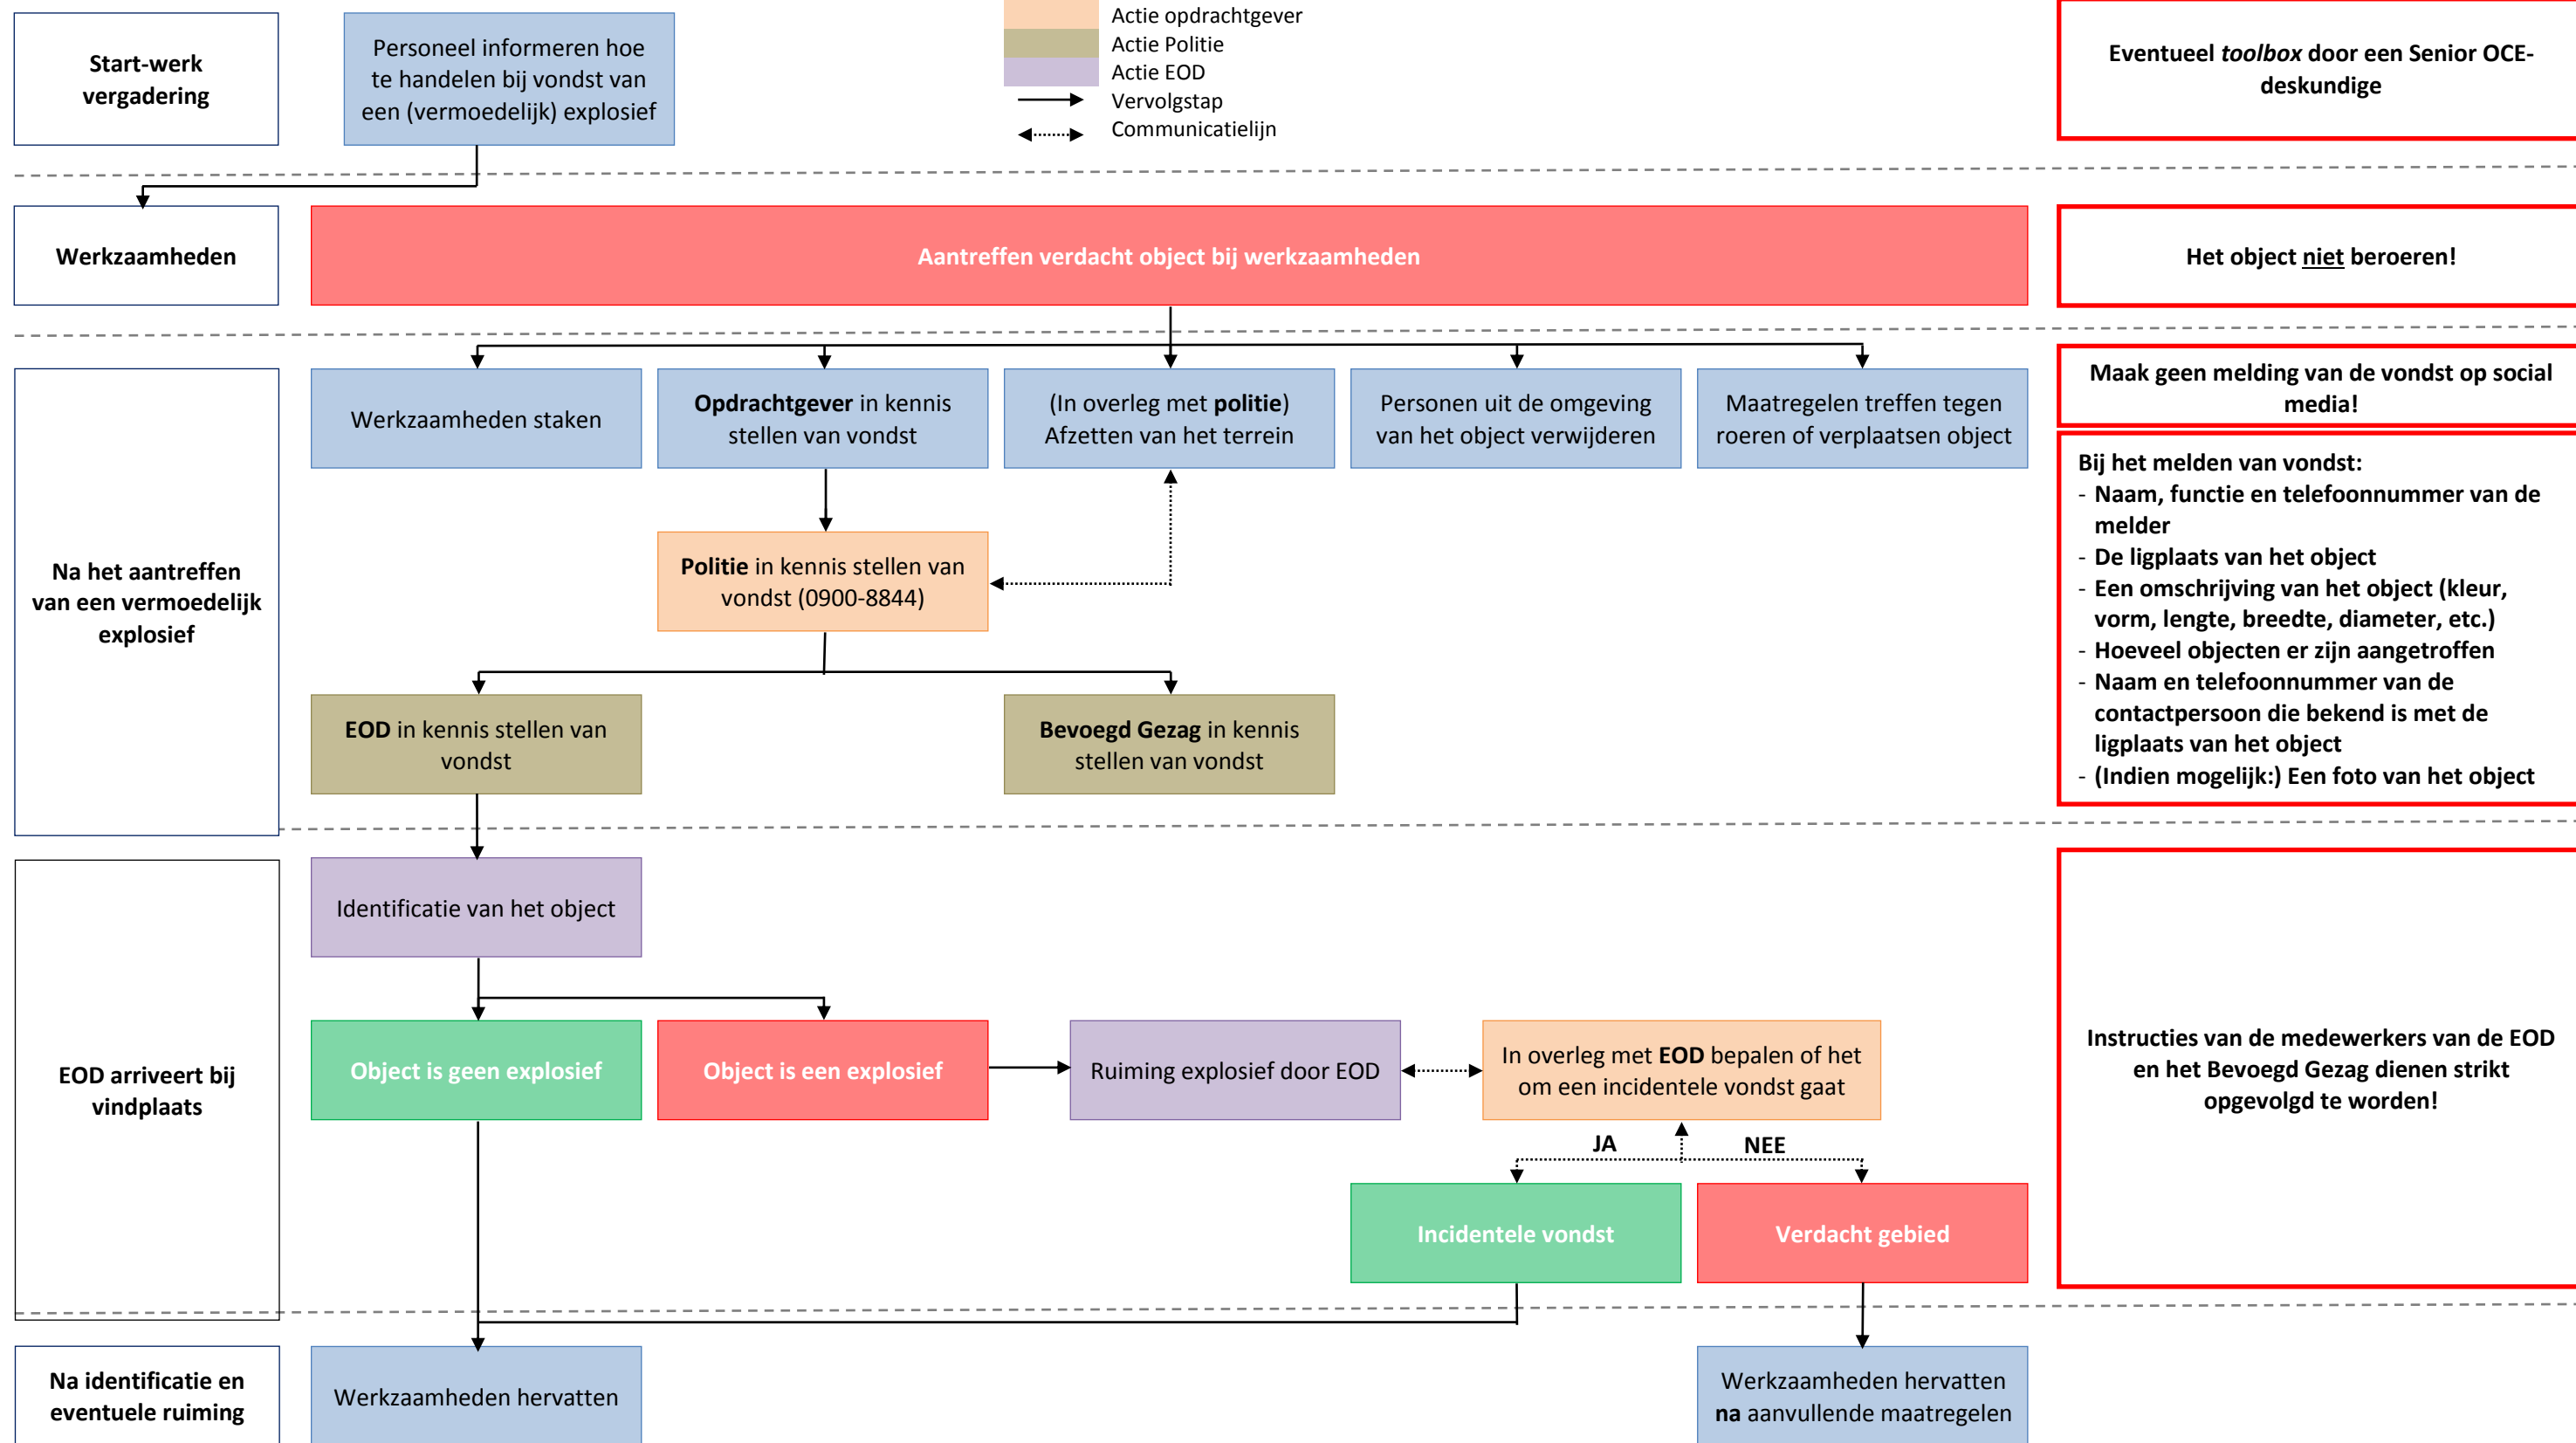 Start-werk
vergadering
Personeel informeren hoe
te handelen bij vondst van
een (vermoedelijk) explosief
Actie opdrachtgever
Actie Politie
Actie EOD
Vervolgstap
Communicatielijn
Eventueel toolbox door een Senior OCE-
deskundige
Werkzaamheden
Aantreffen verdacht object bij werkzaamheden
Het object niet beroeren!
Na het aantreffen
van een vermoedelijk
explosief
Werkzaamheden staken
Opdrachtgever in kennis
stellen van vondst
(In overleg met politie)
Afzetten van het terrein
Personen uit de omgeving
van het object verwijderen
Maatregelen treffen tegen
roeren of verplaatsen object
Maak geen melding van de vondst op social
media!
Politie in kennis stellen van
vondst (0900-8844)
EOD in kennis stellen van
vondst
Bevoegd Gezag in kennis
stellen van vondst
Bij het melden van vondst:
- Naam, functie en telefoonnummer van de
melder
- De ligplaats van het object
- Een omschrijving van het object (kleur,
vorm, lengte, breedte, diameter, etc.)
- Hoeveel objecten er zijn aangetroffen
- Naam en telefoonnummer van de
contactpersoon die bekend is met de
ligplaats van het object
- (Indien mogelijk:) Een foto van het object
EOD arriveert bij
vindplaats
Identificatie van het object
Object is geen explosief
Object is een explosief
Ruiming explosief door EOD
In overleg met EOD bepalen of het
om een incidentele vondst gaat
JA
NEE
Incidentele vondst
Verdacht gebied
Instructies van de medewerkers van de EOD
en het Bevoegd Gezag dienen strikt
opgevolgd te worden!
Na identificatie en
eventuele ruiming
Werkzaamheden hervatten
Werkzaamheden hervatten
na aanvullende maatregelen